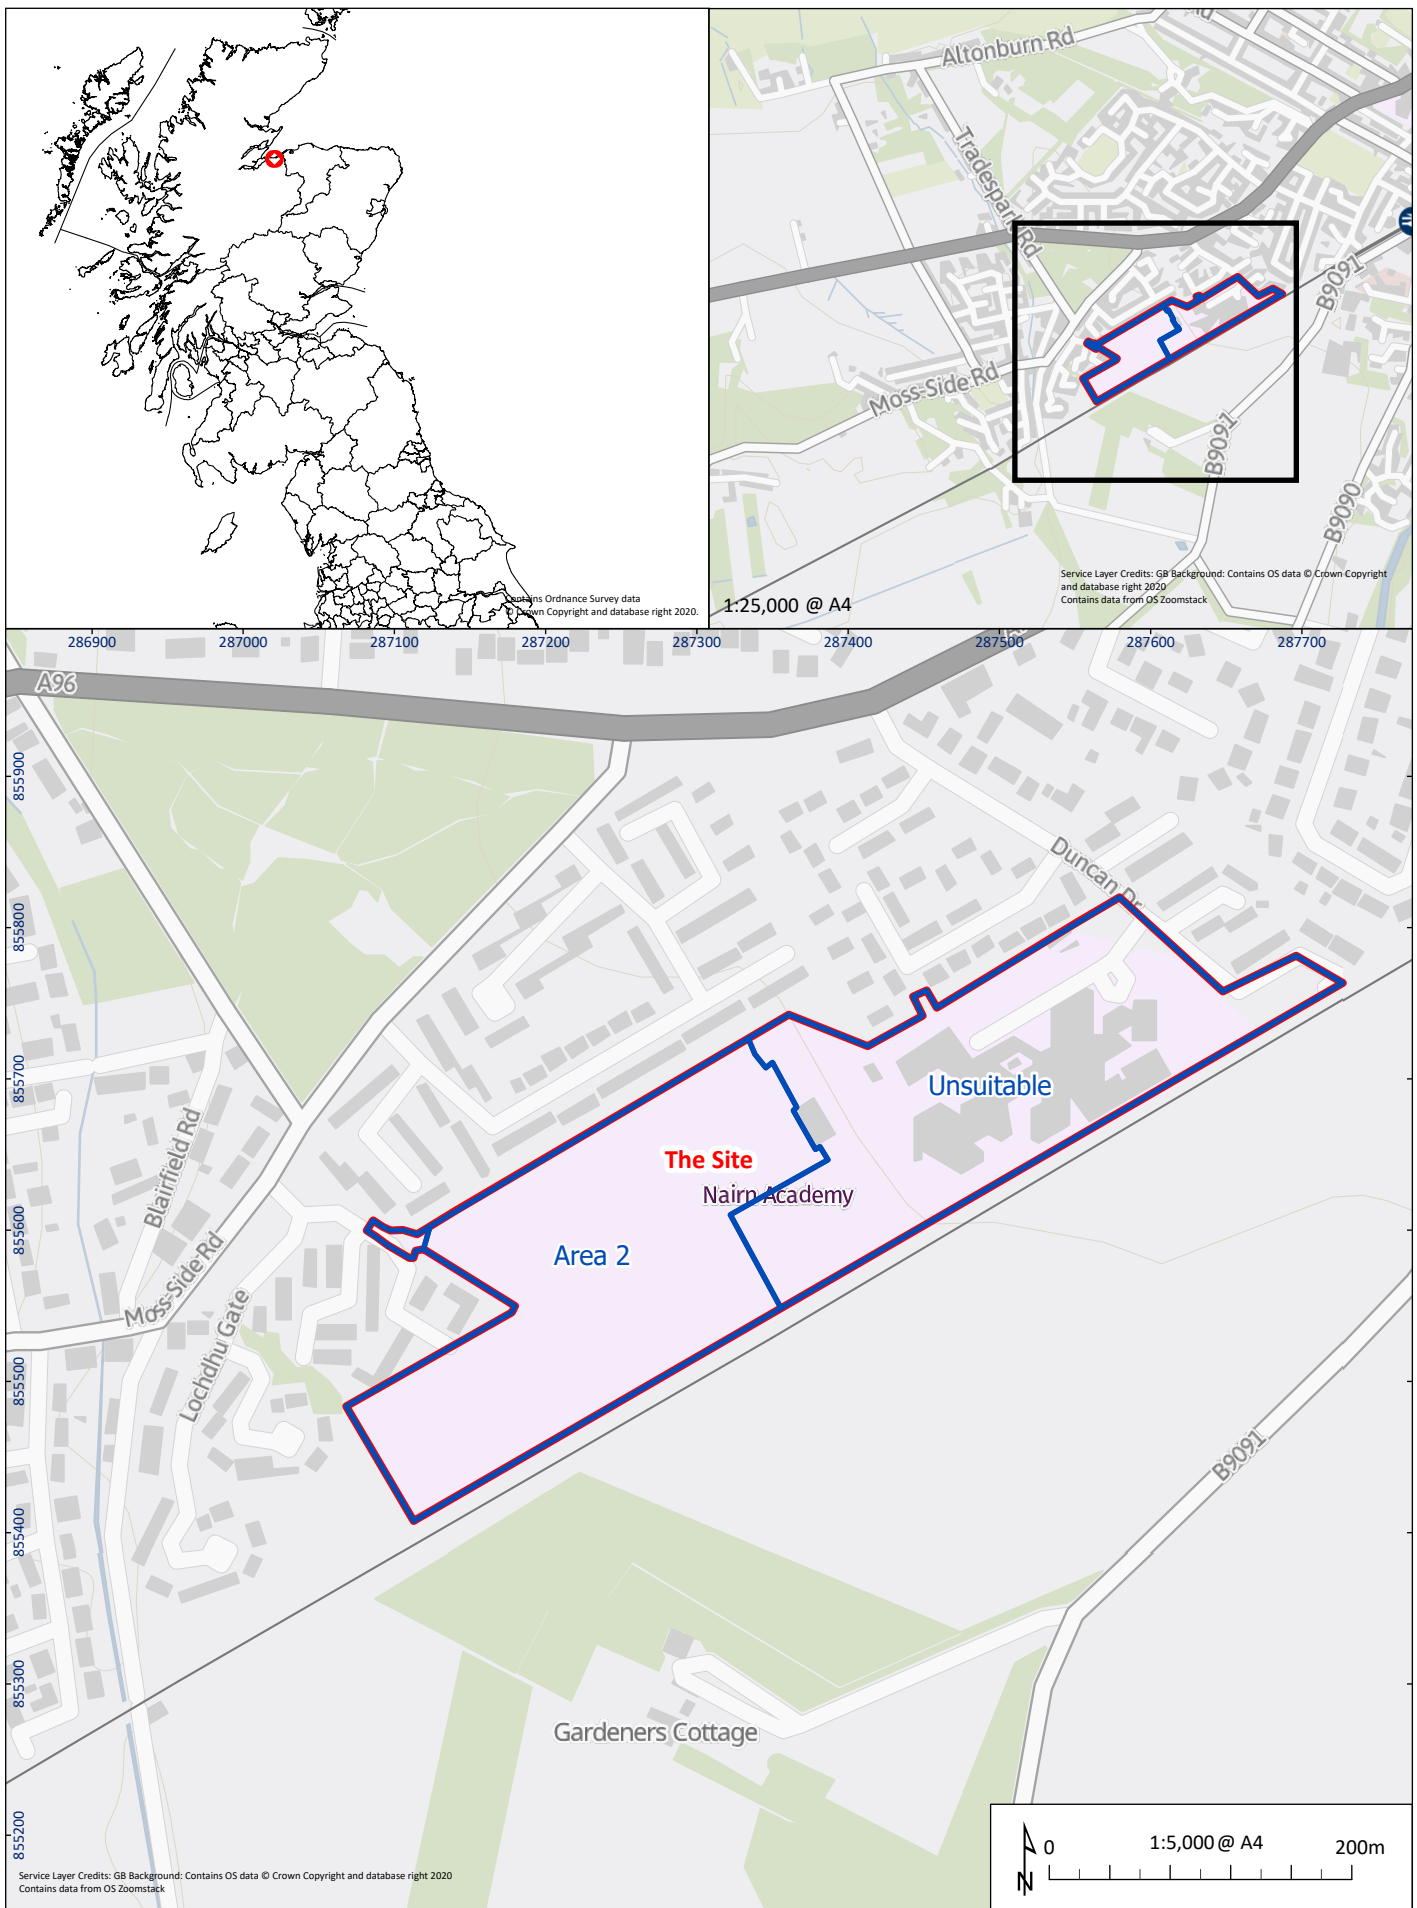 Contains Ordnance Survey data
© Crown Copyright and database right 2020.
Altonburn Rd
Tradespark Rd
Moss-Side Rd
B9091
B9091
B9090
1:25,000 @ A4
Service Layer Credits: GB Background: Contains OS data © Crown Copyright
and database right 2020
Contains data from OS Zoomstack
286900
287000
287100
287200
287300
287400
287500
287600
287700
A96
855900
855800
855700
855600
855500
855400
855300
855200
Duncan Dr
Unsuitable
The Site
Nairn Academy
Area 2
Blairfield Rd
Moss-Side Rd
Lochdhu Gate
B9091
Gardeners Cottage
N
0
1:5,000 @ A4
200m
Service Layer Credits: GB Background: Contains OS data © Crown Copyright and database right 2020
Contains data from OS Zoomstack